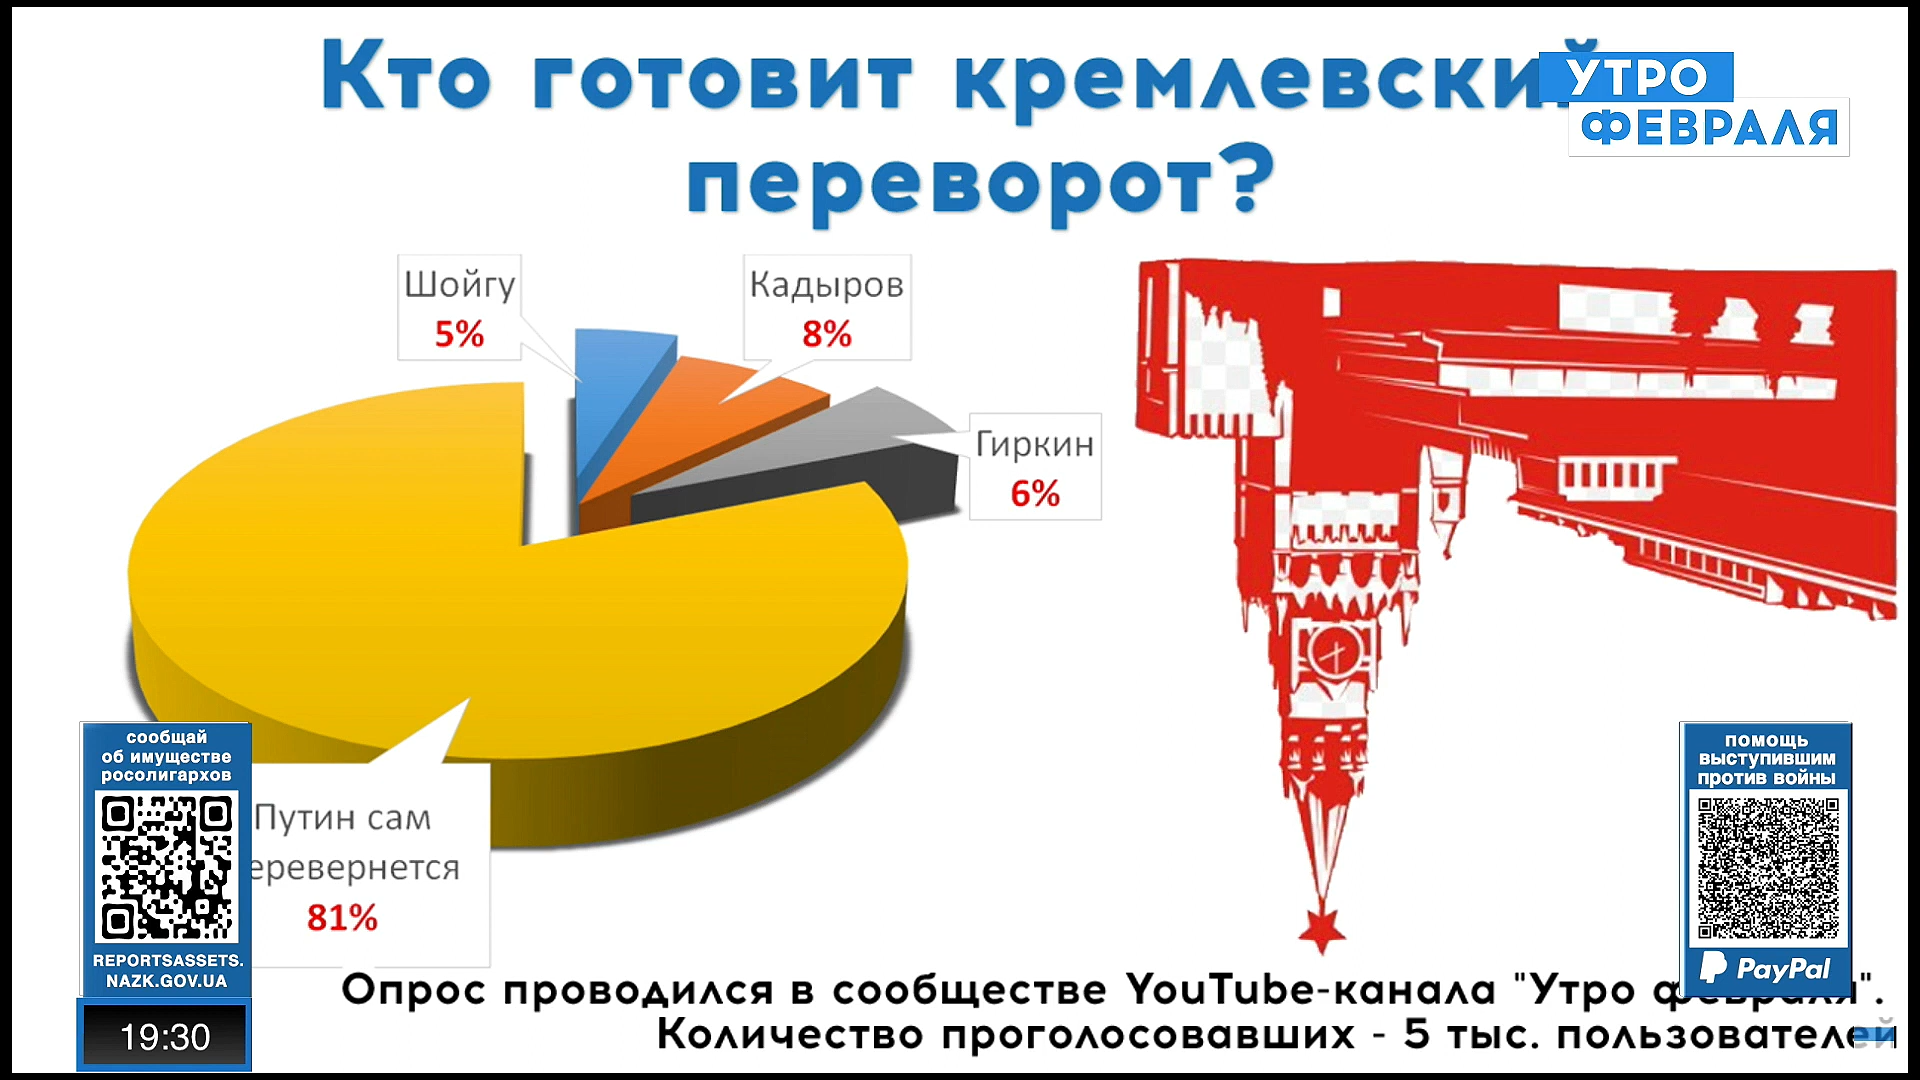 Кто готовит кремлевский
переворот?
УТРО
ФЕВРАЛЯ
Шойгу
5%
Кадыров
8%
Гиркин
6%
сообщай
об имуществе
росолигархов
REPORTSASSETS.
NAZK.GOV.UA
19:30
Путин сам
еревернется
81%
помощь
выступившим
против войны
PayPal
Опрос проводился в сообществе YouTube-канала "Утро февраля".
Количество проголосовавших - 5 тыс. пользователей